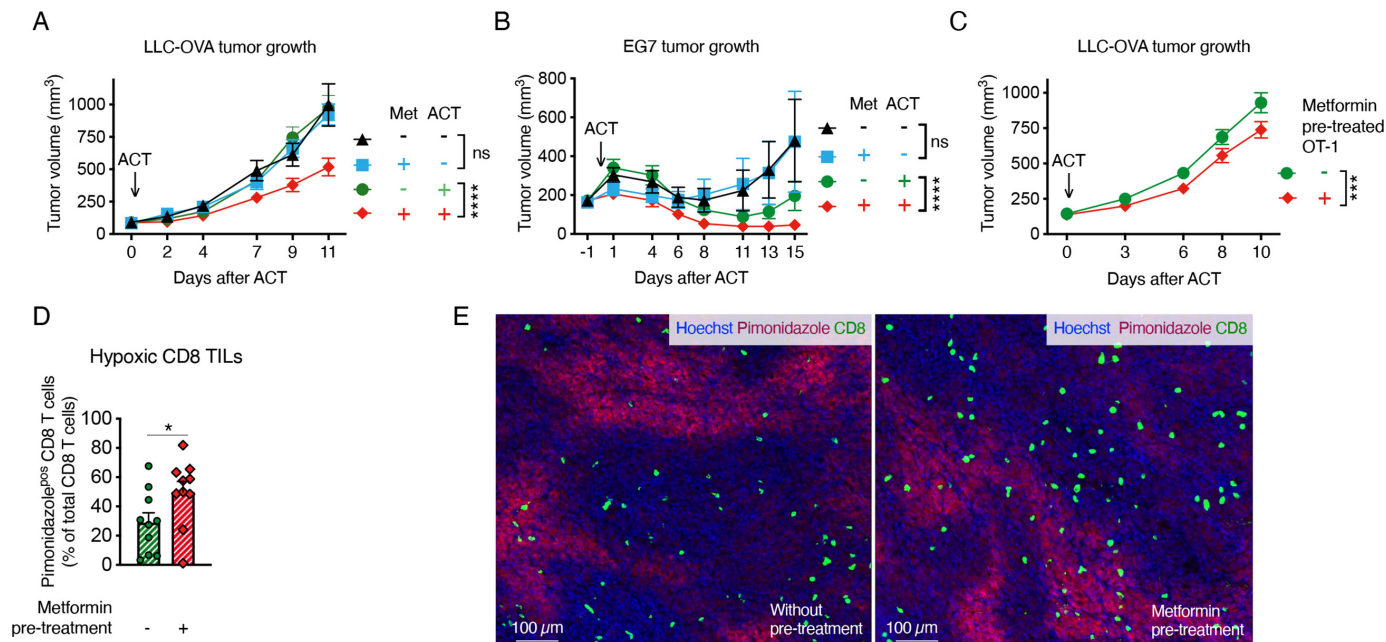 A
LLC-OVA tumor growth
Tumor volume (mm³)
1000
750
500
250
0
ACT
0 2 4 7 9 11
Days after ACT
Met ACT
- -
+ -
ns
- +
+ +
****
B
EG7 tumor growth
Tumor volume (mm³)
800
600
400
200
0
ACT
-1 1 4 6 8 11 13 15
Days after ACT
Met ACT
- -
+ -
ns
- +
+ +
****
C
LLC-OVA tumor growth
Tumor volume (mm³)
1000
750
500
250
0
ACT
0 3 6 8 10
Days after ACT
Metformin
pre-treated
OT-1
-
+
***
D
Hypoxic CD8 TILs
Pimonidazoleᵖᵒˢ CD8 T cells
(% of total CD8 T cells)
100
80
60
40
20
0
*
Metformin
pre-treatment - +
E
Hoechst Pimonidazole CD8
Without
pre-treatment
100 µm
Hoechst Pimonidazole CD8
Metformin
pre-treatment
100 µm